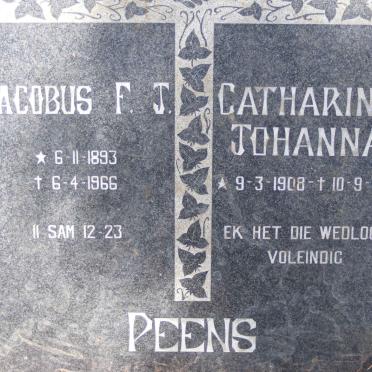 ACOBUS F. J.
★ 6-11-1893
† 6-4-1966
II SAM 12-23
CATHARIN
JOHANNA
★ 9-3-1908-† 10-9-
EK HET DIE WEDLOO
VOLEINDIG
PEENS